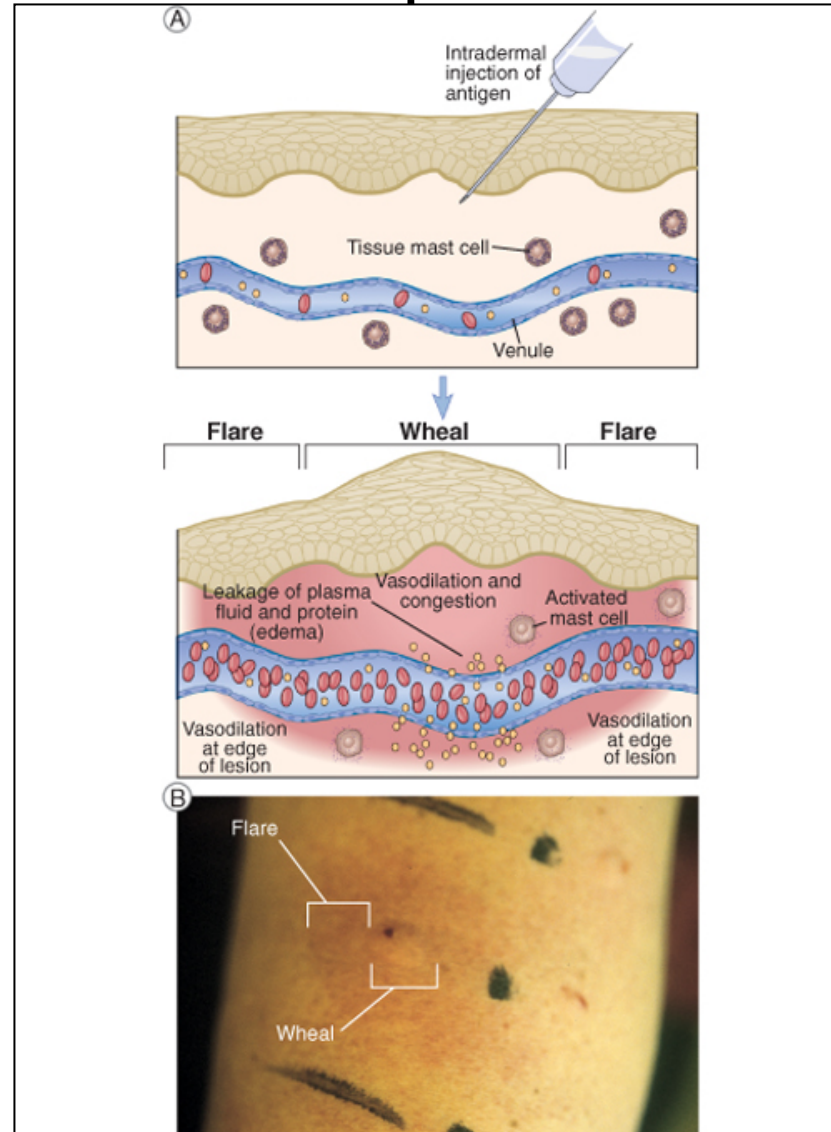 A
Intradermal
injection of
antigen
Tissue mast cell
Venule
Flare
Wheal
Flare
Leakage of plasma
fluid and protein
(edema)
Vasodilation and
congestion
Activated
mast cell
Vasodilation
at edge
of lesion
Vasodilation
at edge
of lesion
B
Flare
Wheal